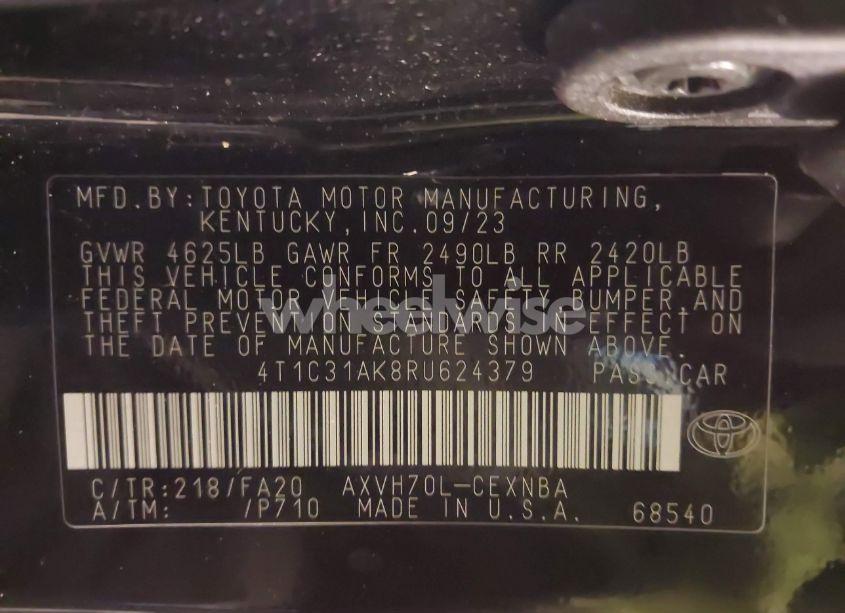 MFD. BY: TOYOTA MOTOR MANUFACTURING,
KENTUCKY, INC. 09/23
GVWR 4625LB GAWR FR 2490LB RR 2420LB
THIS VEHICLE CONFORMS TO ALL APPLICABLE
FEDERAL MOTOR VEHICLE SAFETY, BUMPER, AND
THEFT PREVENTION STANDARDS IN EFFECT ON
THE DATE OF MANUFACTURE SHOWN ABOVE.
wheelwise
4T1C31AK8RU624379 PASS CAR
C/TR: 218/FA20 AXVH70L-CEXNBA
A/TM: /P710 MADE IN U.S.A. 68540